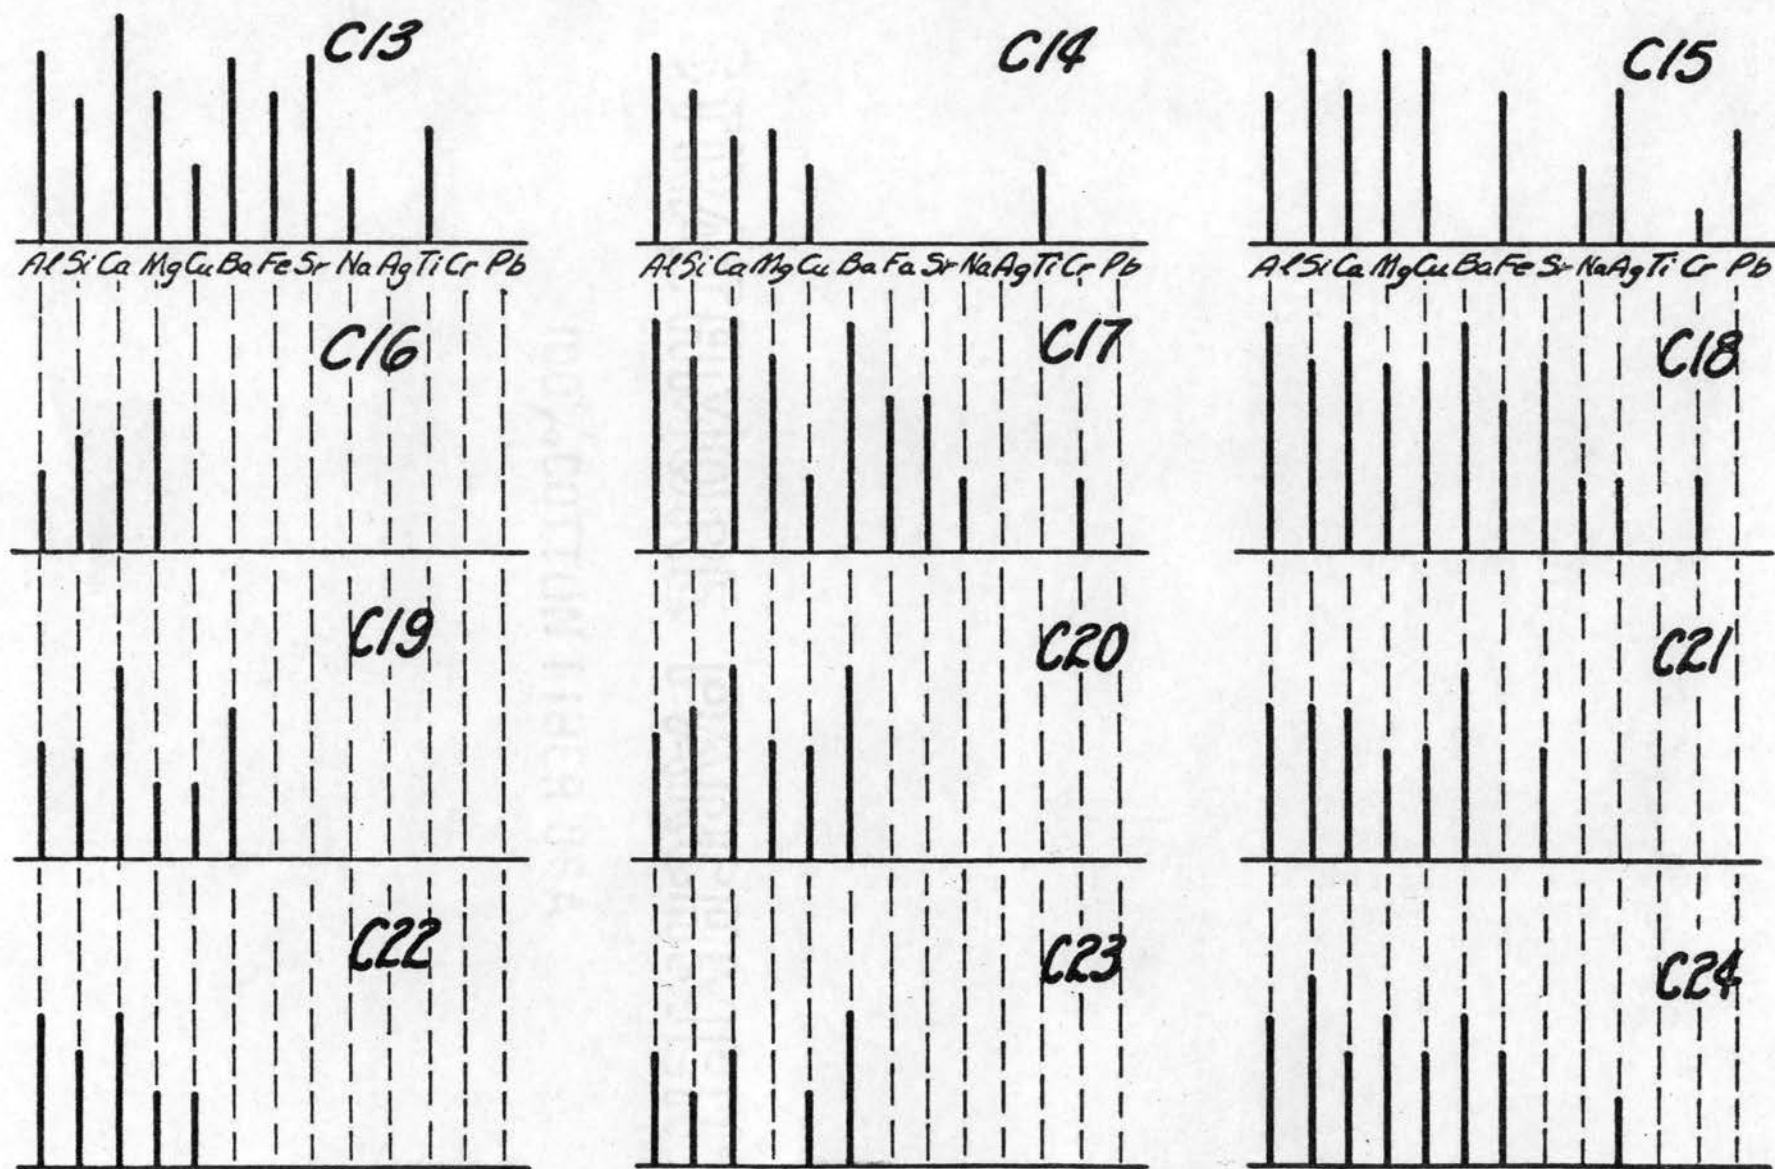 C13 C14 C15
Al Si Ca Mg Cu Ba Fe Sr Na Ag Ti Cr Pb
Al Si Ca Mg Cu Ba Fa Sr Na Ag Ti Cr Pb
Al Si Ca Mg Cu Ba Fe Sr Na Ag Ti Cr Pb
C16 C17 C18
C19 C20 C21
C22 C23 C24